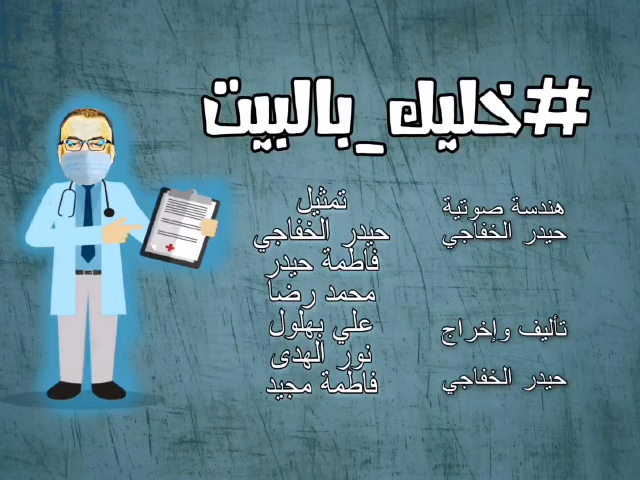 #خليك_بالبيت
هندسة صوتية
حيدر الخفاجي
تأليف وإخراج
حيدر الخفاجي
تمثيل
حيدر الخفاجي
فاطمة حيدر
محمد رضا
علي بهلول
نور الهدى
فاطمة مجيد